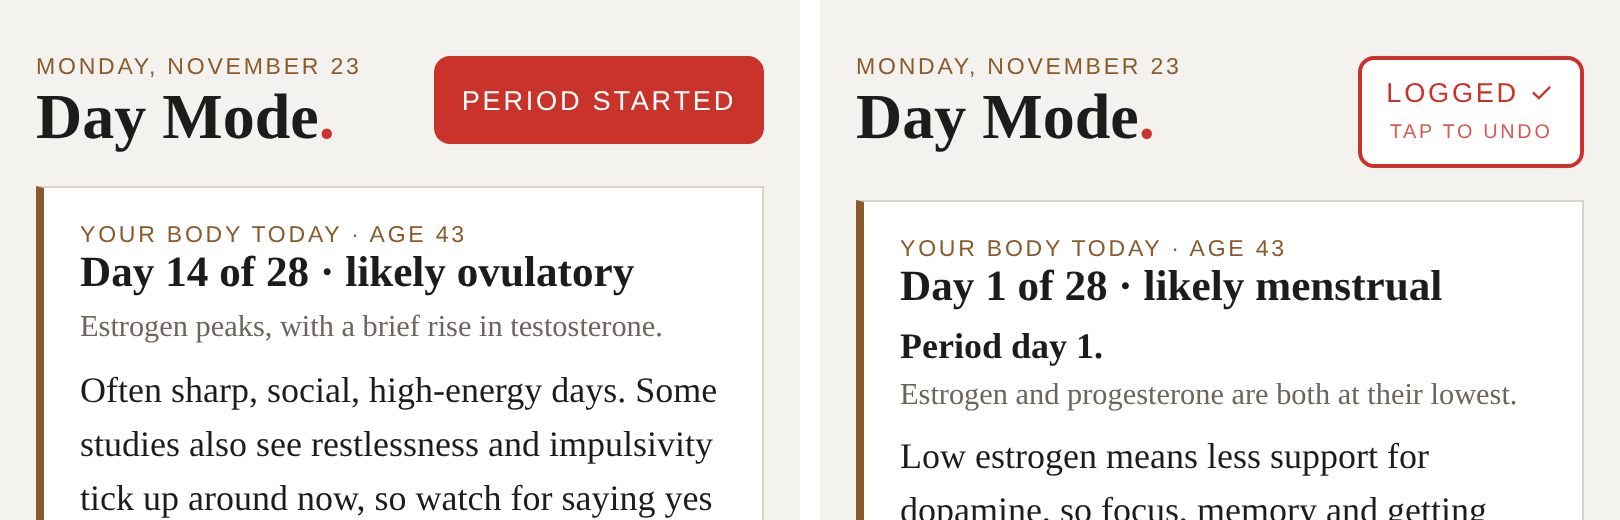 MONDAY, NOVEMBER 23
Day Mode.
PERIOD STARTED
YOUR BODY TODAY · AGE 43
Day 14 of 28 · likely ovulatory
Estrogen peaks, with a brief rise in testosterone.
Often sharp, social, high-energy days. Some
studies also see restlessness and impulsivity
tick up around now, so watch for saying yes
MONDAY, NOVEMBER 23
Day Mode.
LOGGED ✓
TAP TO UNDO
YOUR BODY TODAY · AGE 43
Day 1 of 28 · likely menstrual
Period day 1.
Estrogen and progesterone are both at their lowest.
Low estrogen means less support for
dopamine, so focus, memory and getting